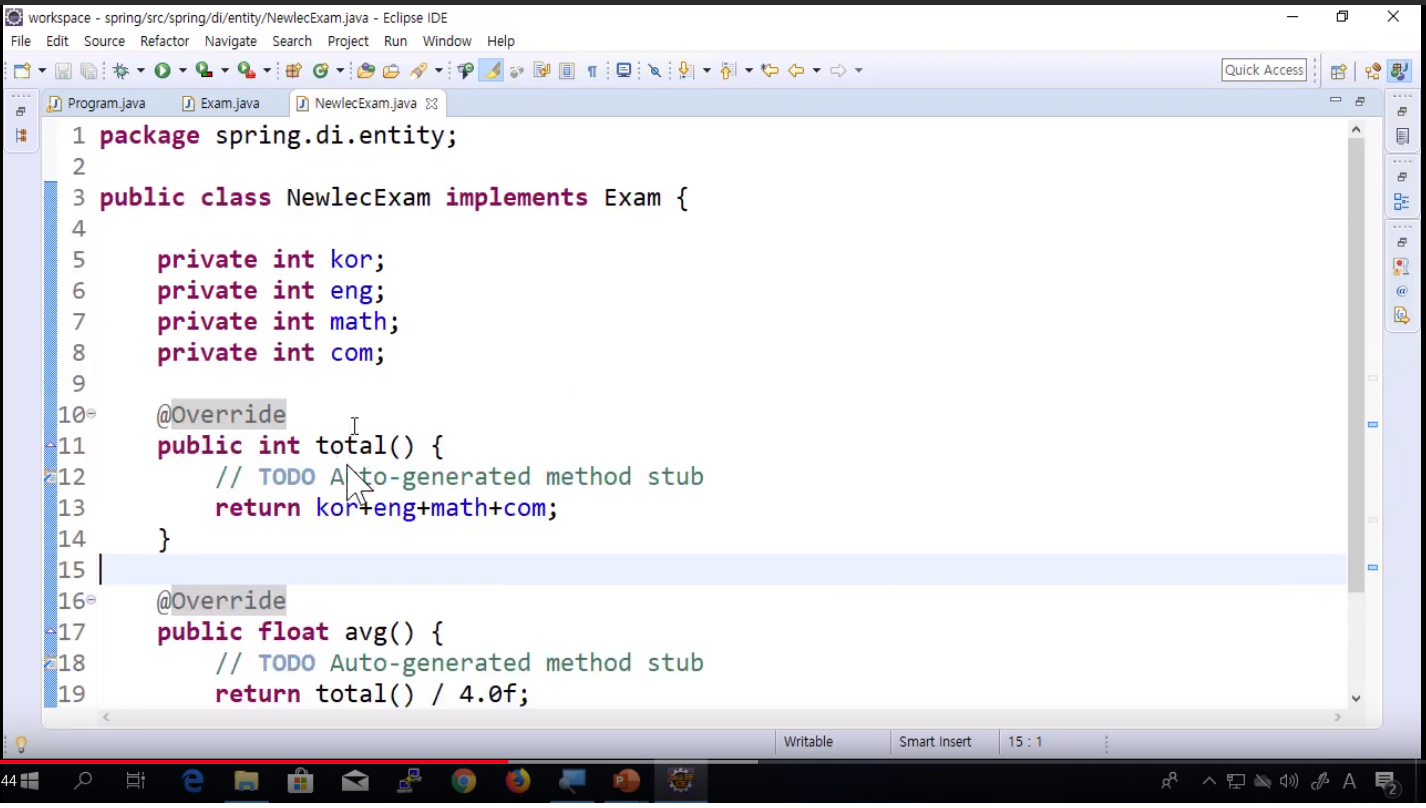 workspace - spring/src/spring/di/entity/NewlecExam.java - Eclipse IDE
File Edit Source Refactor Navigate Search Project Run Window Help
Quick Access
Program.java Exam.java NewlecExam.java
1 package spring.di.entity;
2
3 public class NewlecExam implements Exam {
4
5 private int kor;
6 private int eng;
7 private int math;
8 private int com;
9
10 @Override
11 public int total() {
12 // TODO Auto-generated method stub
13 return kor+eng+math+com;
14 }
15
16 @Override
17 public float avg() {
18 // TODO Auto-generated method stub
19 return total() / 4.0f;
Writable Smart Insert 15 : 1
44 A 2